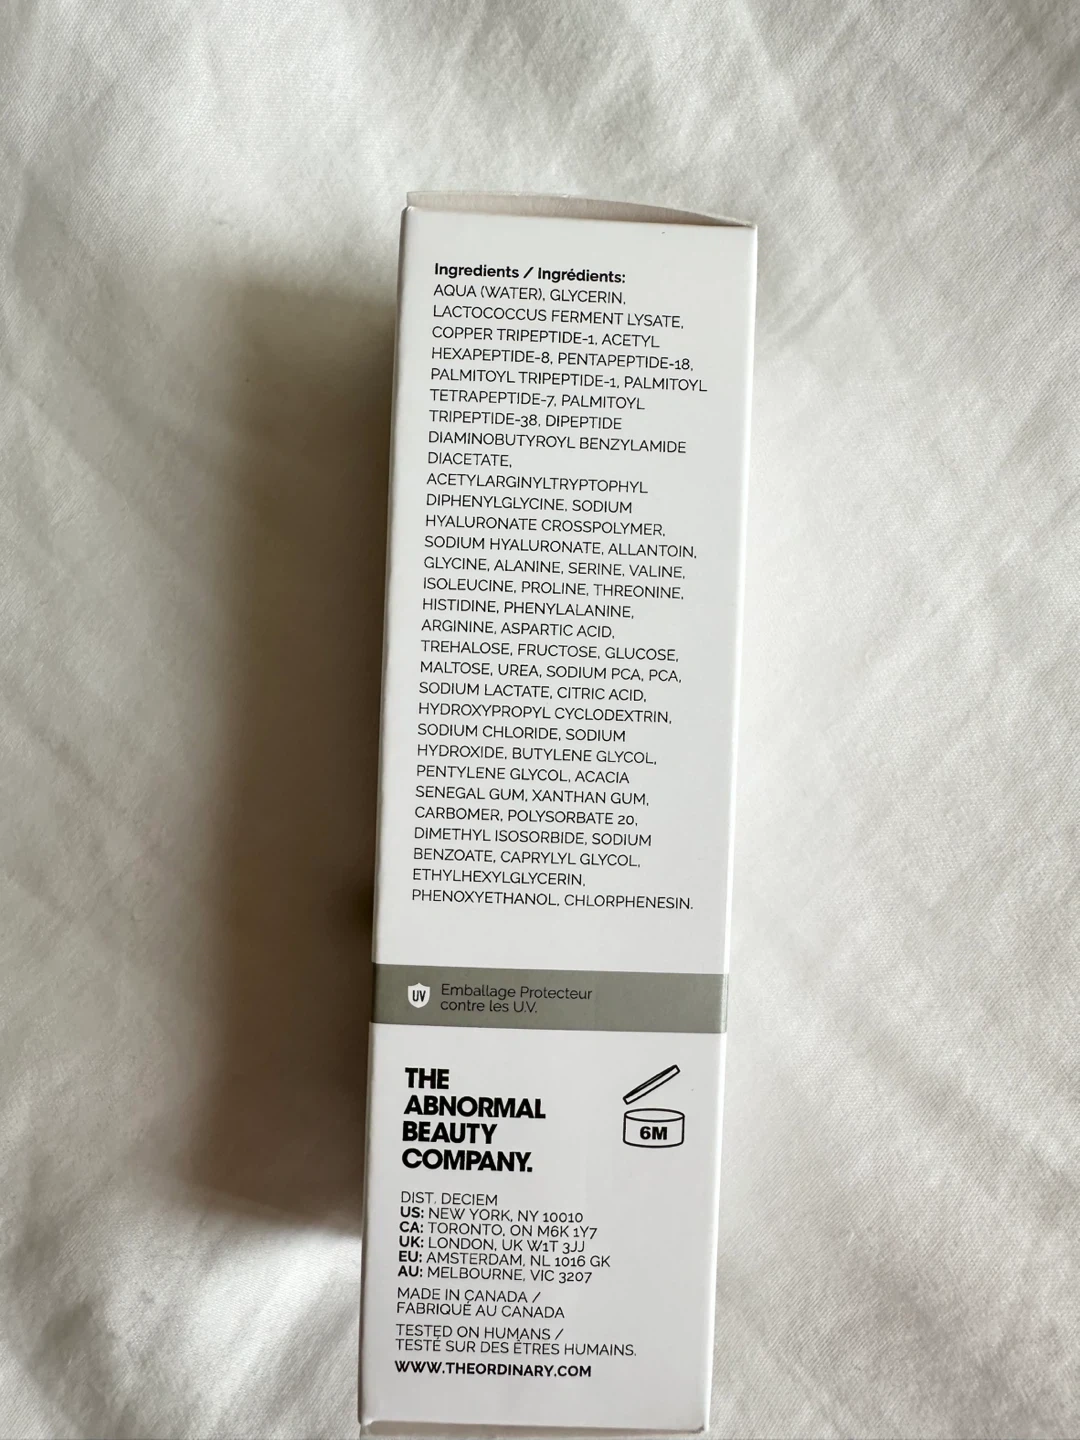 Ingredients / Ingrédients:
AQUA (WATER), GLYCERIN,
LACTOCOCCUS FERMENT LYSATE,
COPPER TRIPEPTIDE-1, ACETYL
HEXAPEPTIDE-8, PENTAPEPTIDE-18,
PALMITOYL TRIPEPTIDE-1, PALMITOYL
TETRAPEPTIDE-7, PALMITOYL
TRIPEPTIDE-38, DIPEPTIDE
DIAMINOBUTYROYL BENZYLAMIDE
DIACETATE,
ACETYLARGINYLTRYPTOPHYL
DIPHENYLGLYCINE, SODIUM
HYALURONATE CROSSPOLYMER,
SODIUM HYALURONATE, ALLANTOIN,
GLYCINE, ALANINE, SERINE, VALINE,
ISOLEUCINE, PROLINE, THREONINE,
HISTIDINE, PHENYLALANINE,
ARGININE, ASPARTIC ACID,
TREHALOSE, FRUCTOSE, GLUCOSE,
MALTOSE, UREA, SODIUM PCA, PCA,
SODIUM LACTATE, CITRIC ACID,
HYDROXYPROPYL CYCLODEXTRIN,
SODIUM CHLORIDE, SODIUM
HYDROXIDE, BUTYLENE GLYCOL,
PENTYLENE GLYCOL, ACACIA
SENEGAL GUM, XANTHAN GUM,
CARBOMER, POLYSORBATE 20,
DIMETHYL ISOSORBIDE, SODIUM
BENZOATE, CAPRYLYL GLYCOL,
ETHYLHEXYLGLYCERIN,
PHENOXYETHANOL, CHLORPHENESIN.
UV
Emballage Protecteur
contre les U.V.
THE
ABNORMAL
BEAUTY
COMPANY.
6M
DIST. DECIEM
US: NEW YORK, NY 10010
CA: TORONTO, ON M6K 1Y7
UK: LONDON, UK W1T 3JJ
EU: AMSTERDAM, NL 1016 GK
AU: MELBOURNE, VIC 3207
MADE IN CANADA /
FABRIQUÉ AU CANADA
TESTED ON HUMANS /
TESTÉ SUR DES ÊTRES HUMAINS.
WWW.THEORDINARY.COM